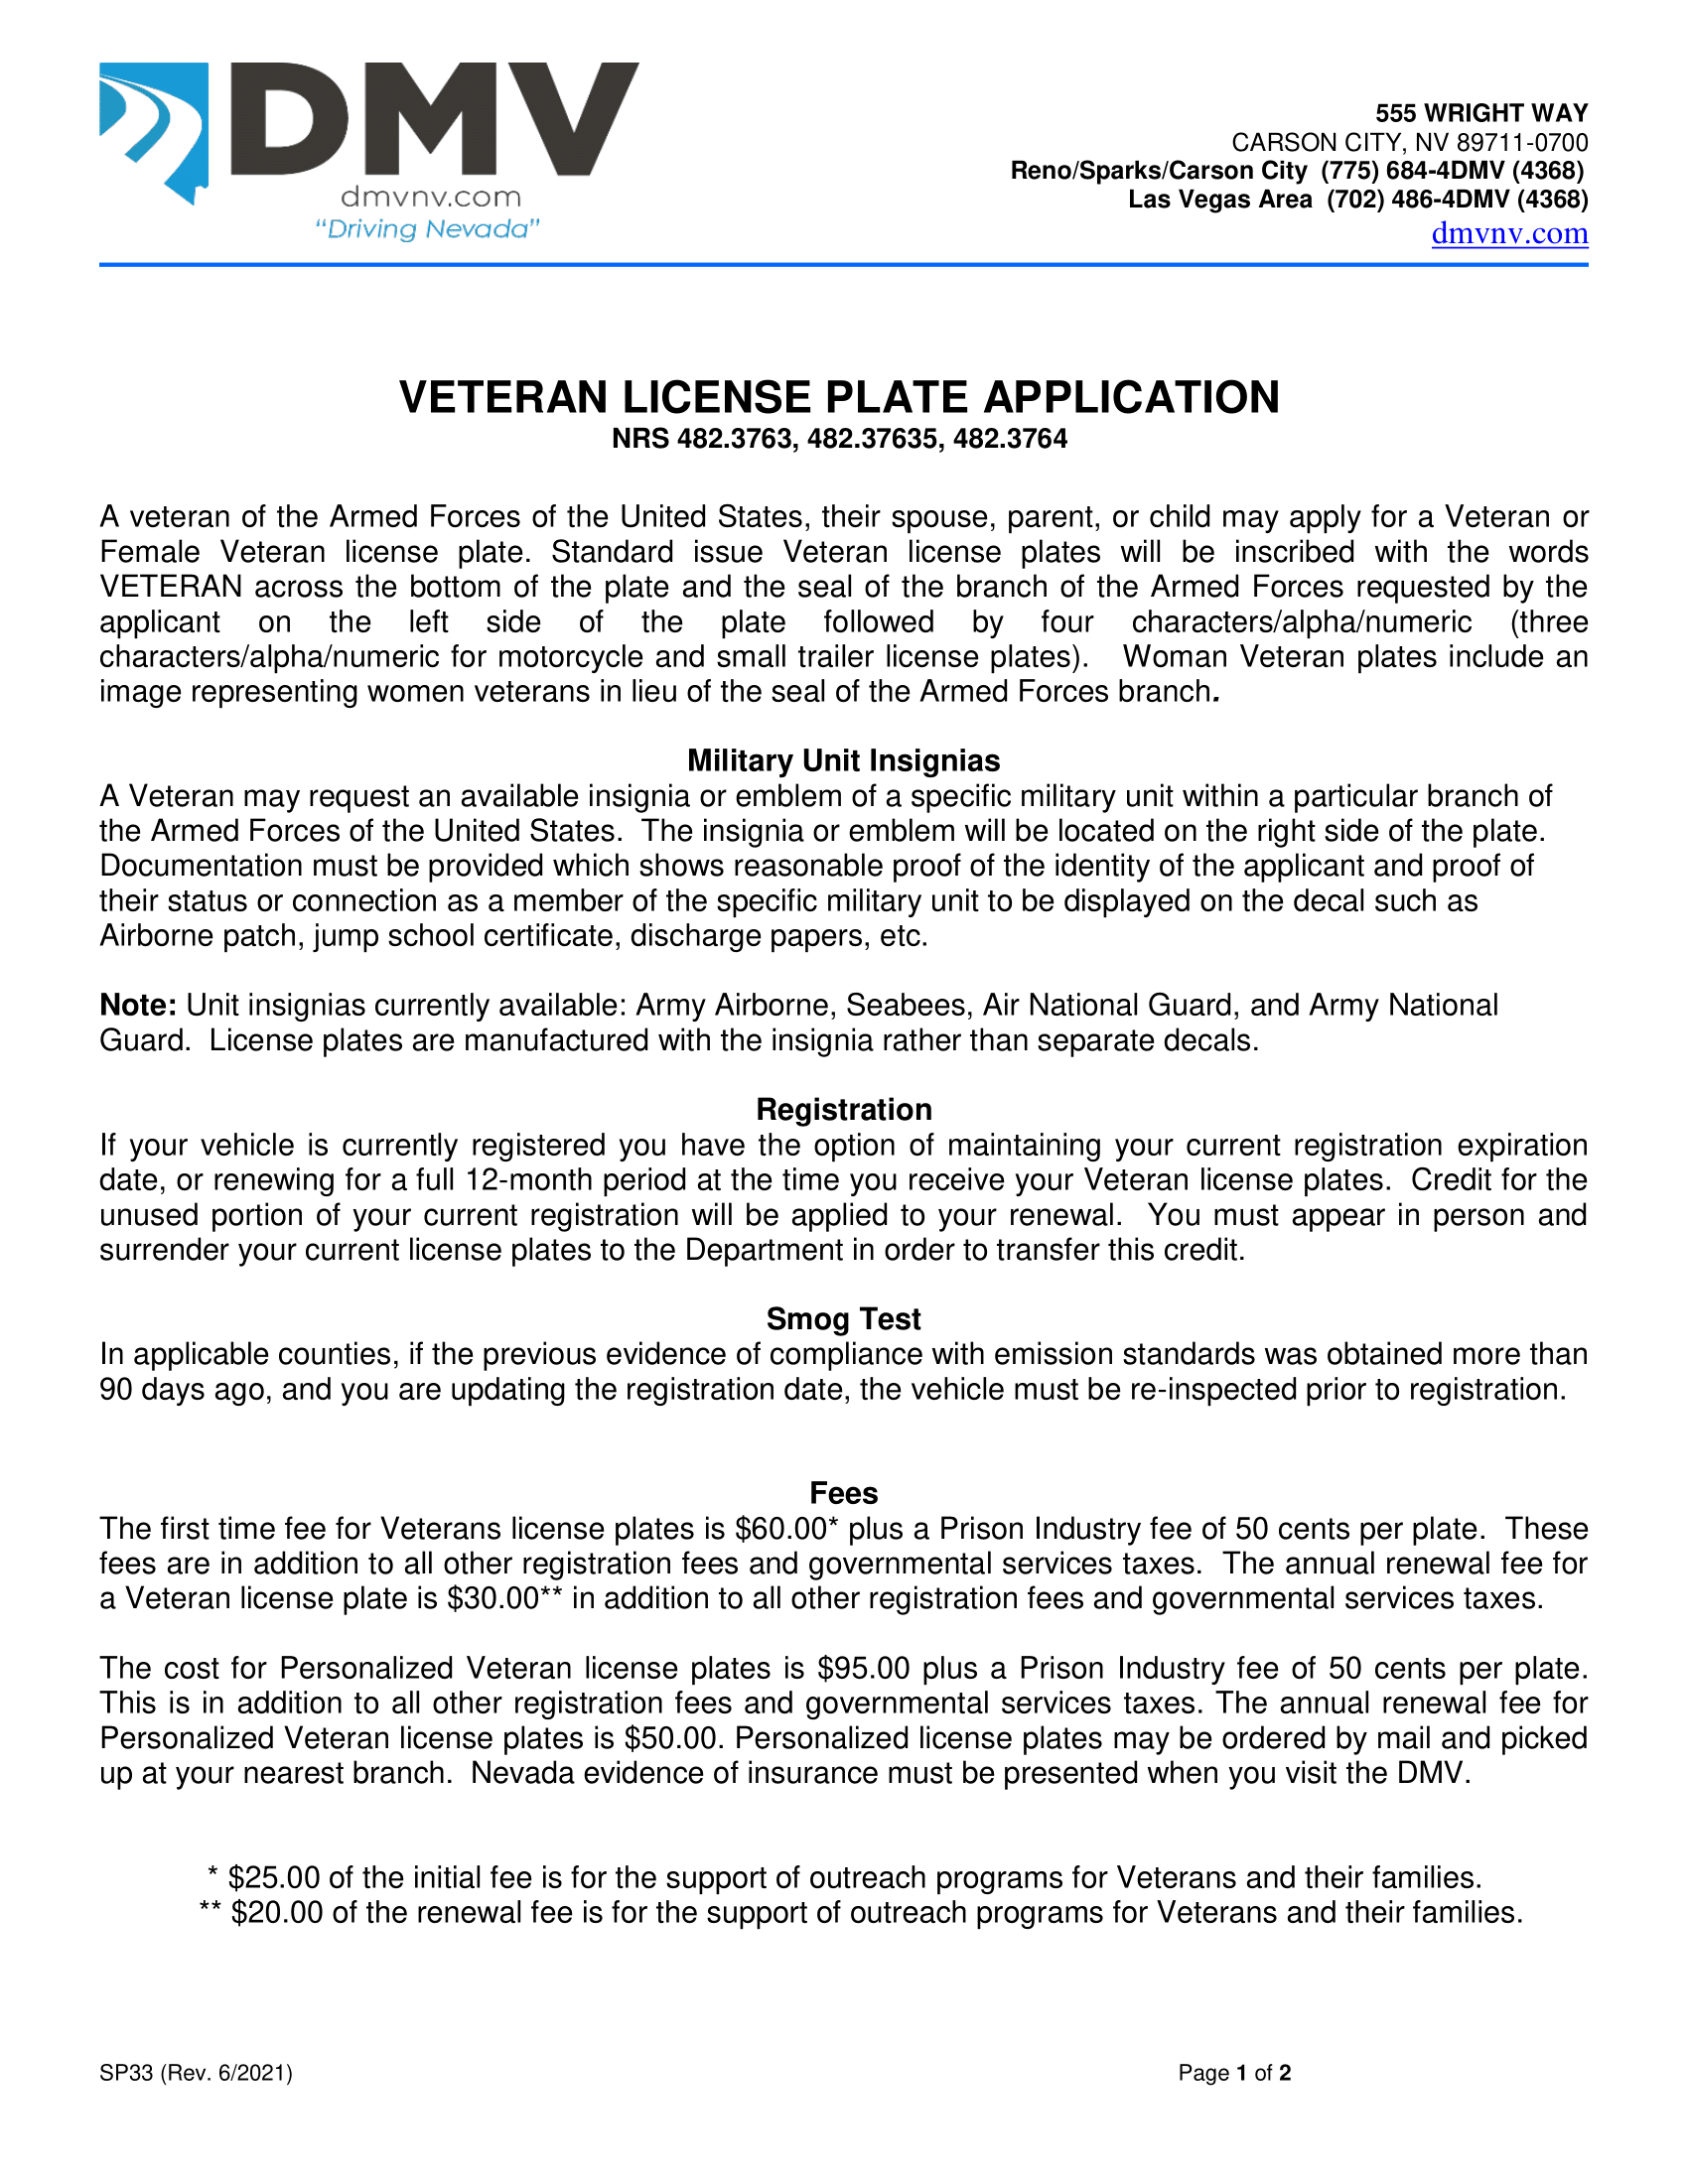 DMV
dmvnv.com
“Driving Nevada”
555 WRIGHT WAY
CARSON CITY, NV 89711-0700
Reno/Sparks/Carson City (775) 684-4DMV (4368)
Las Vegas Area (702) 486-4DMV (4368)
dmvnv.com
VETERAN LICENSE PLATE APPLICATION
NRS 482.3763, 482.37635, 482.3764
A veteran of the Armed Forces of the United States, their spouse, parent, or child may apply for a Veteran or
Female Veteran license plate. Standard issue Veteran license plates will be inscribed with the words
VETERAN across the bottom of the plate and the seal of the branch of the Armed Forces requested by the
applicant on the left side of the plate followed by four characters/alpha/numeric (three
characters/alpha/numeric for motorcycle and small trailer license plates). Woman Veteran plates include an
image representing women veterans in lieu of the seal of the Armed Forces branch.
Military Unit Insignias
A Veteran may request an available insignia or emblem of a specific military unit within a particular branch of
the Armed Forces of the United States. The insignia or emblem will be located on the right side of the plate.
Documentation must be provided which shows reasonable proof of the identity of the applicant and proof of
their status or connection as a member of the specific military unit to be displayed on the decal such as
Airborne patch, jump school certificate, discharge papers, etc.
Note: Unit insignias currently available: Army Airborne, Seabees, Air National Guard, and Army National
Guard. License plates are manufactured with the insignia rather than separate decals.
Registration
If your vehicle is currently registered you have the option of maintaining your current registration expiration
date, or renewing for a full 12-month period at the time you receive your Veteran license plates. Credit for the
unused portion of your current registration will be applied to your renewal. You must appear in person and
surrender your current license plates to the Department in order to transfer this credit.
Smog Test
In applicable counties, if the previous evidence of compliance with emission standards was obtained more than
90 days ago, and you are updating the registration date, the vehicle must be re-inspected prior to registration.
Fees
The first time fee for Veterans license plates is $60.00* plus a Prison Industry fee of 50 cents per plate. These
fees are in addition to all other registration fees and governmental services taxes. The annual renewal fee for
a Veteran license plate is $30.00** in addition to all other registration fees and governmental services taxes.
The cost for Personalized Veteran license plates is $95.00 plus a Prison Industry fee of 50 cents per plate.
This is in addition to all other registration fees and governmental services taxes. The annual renewal fee for
Personalized Veteran license plates is $50.00. Personalized license plates may be ordered by mail and picked
up at your nearest branch. Nevada evidence of insurance must be presented when you visit the DMV.
* $25.00 of the initial fee is for the support of outreach programs for Veterans and their families.
** $20.00 of the renewal fee is for the support of outreach programs for Veterans and their families.
SP33 (Rev. 6/2021)
Page 1 of 2